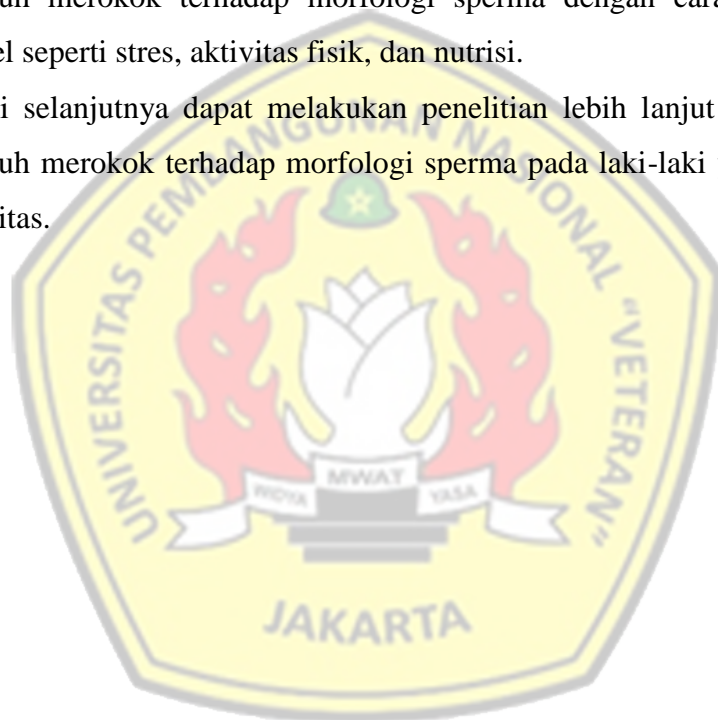 uh merokok terhadap morfologi sperma dengan cara
el seperti stres, aktivitas fisik, dan nutrisi.
i selanjutnya dapat melakukan penelitian lebih lanjut
uh merokok terhadap morfologi sperma pada laki-laki
itas.
UNIVERSITAS PEMBANGUNAN NASIONAL "VETERAN"
WIDYA MWAT YASA
JAKARTA